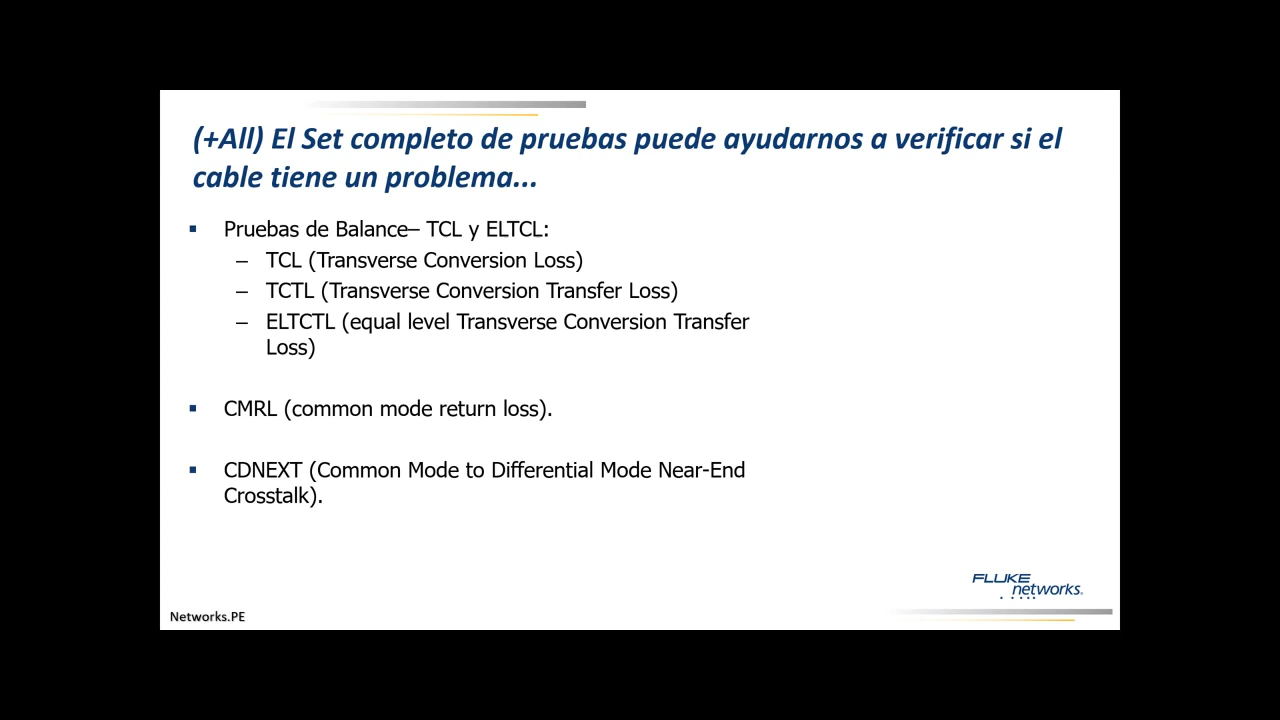 (+All) El Set completo de pruebas puede ayudarnos a verificar si el
cable tiene un problema...
▪ Pruebas de Balance– TCL y ELTCL:
– TCL (Transverse Conversion Loss)
– TCTL (Transverse Conversion Transfer Loss)
– ELTCTL (equal level Transverse Conversion Transfer
Loss)
▪ CMRL (common mode return loss).
▪ CDNEXT (Common Mode to Differential Mode Near-End
Crosstalk).
FLUKE
networks.
Networks.PE